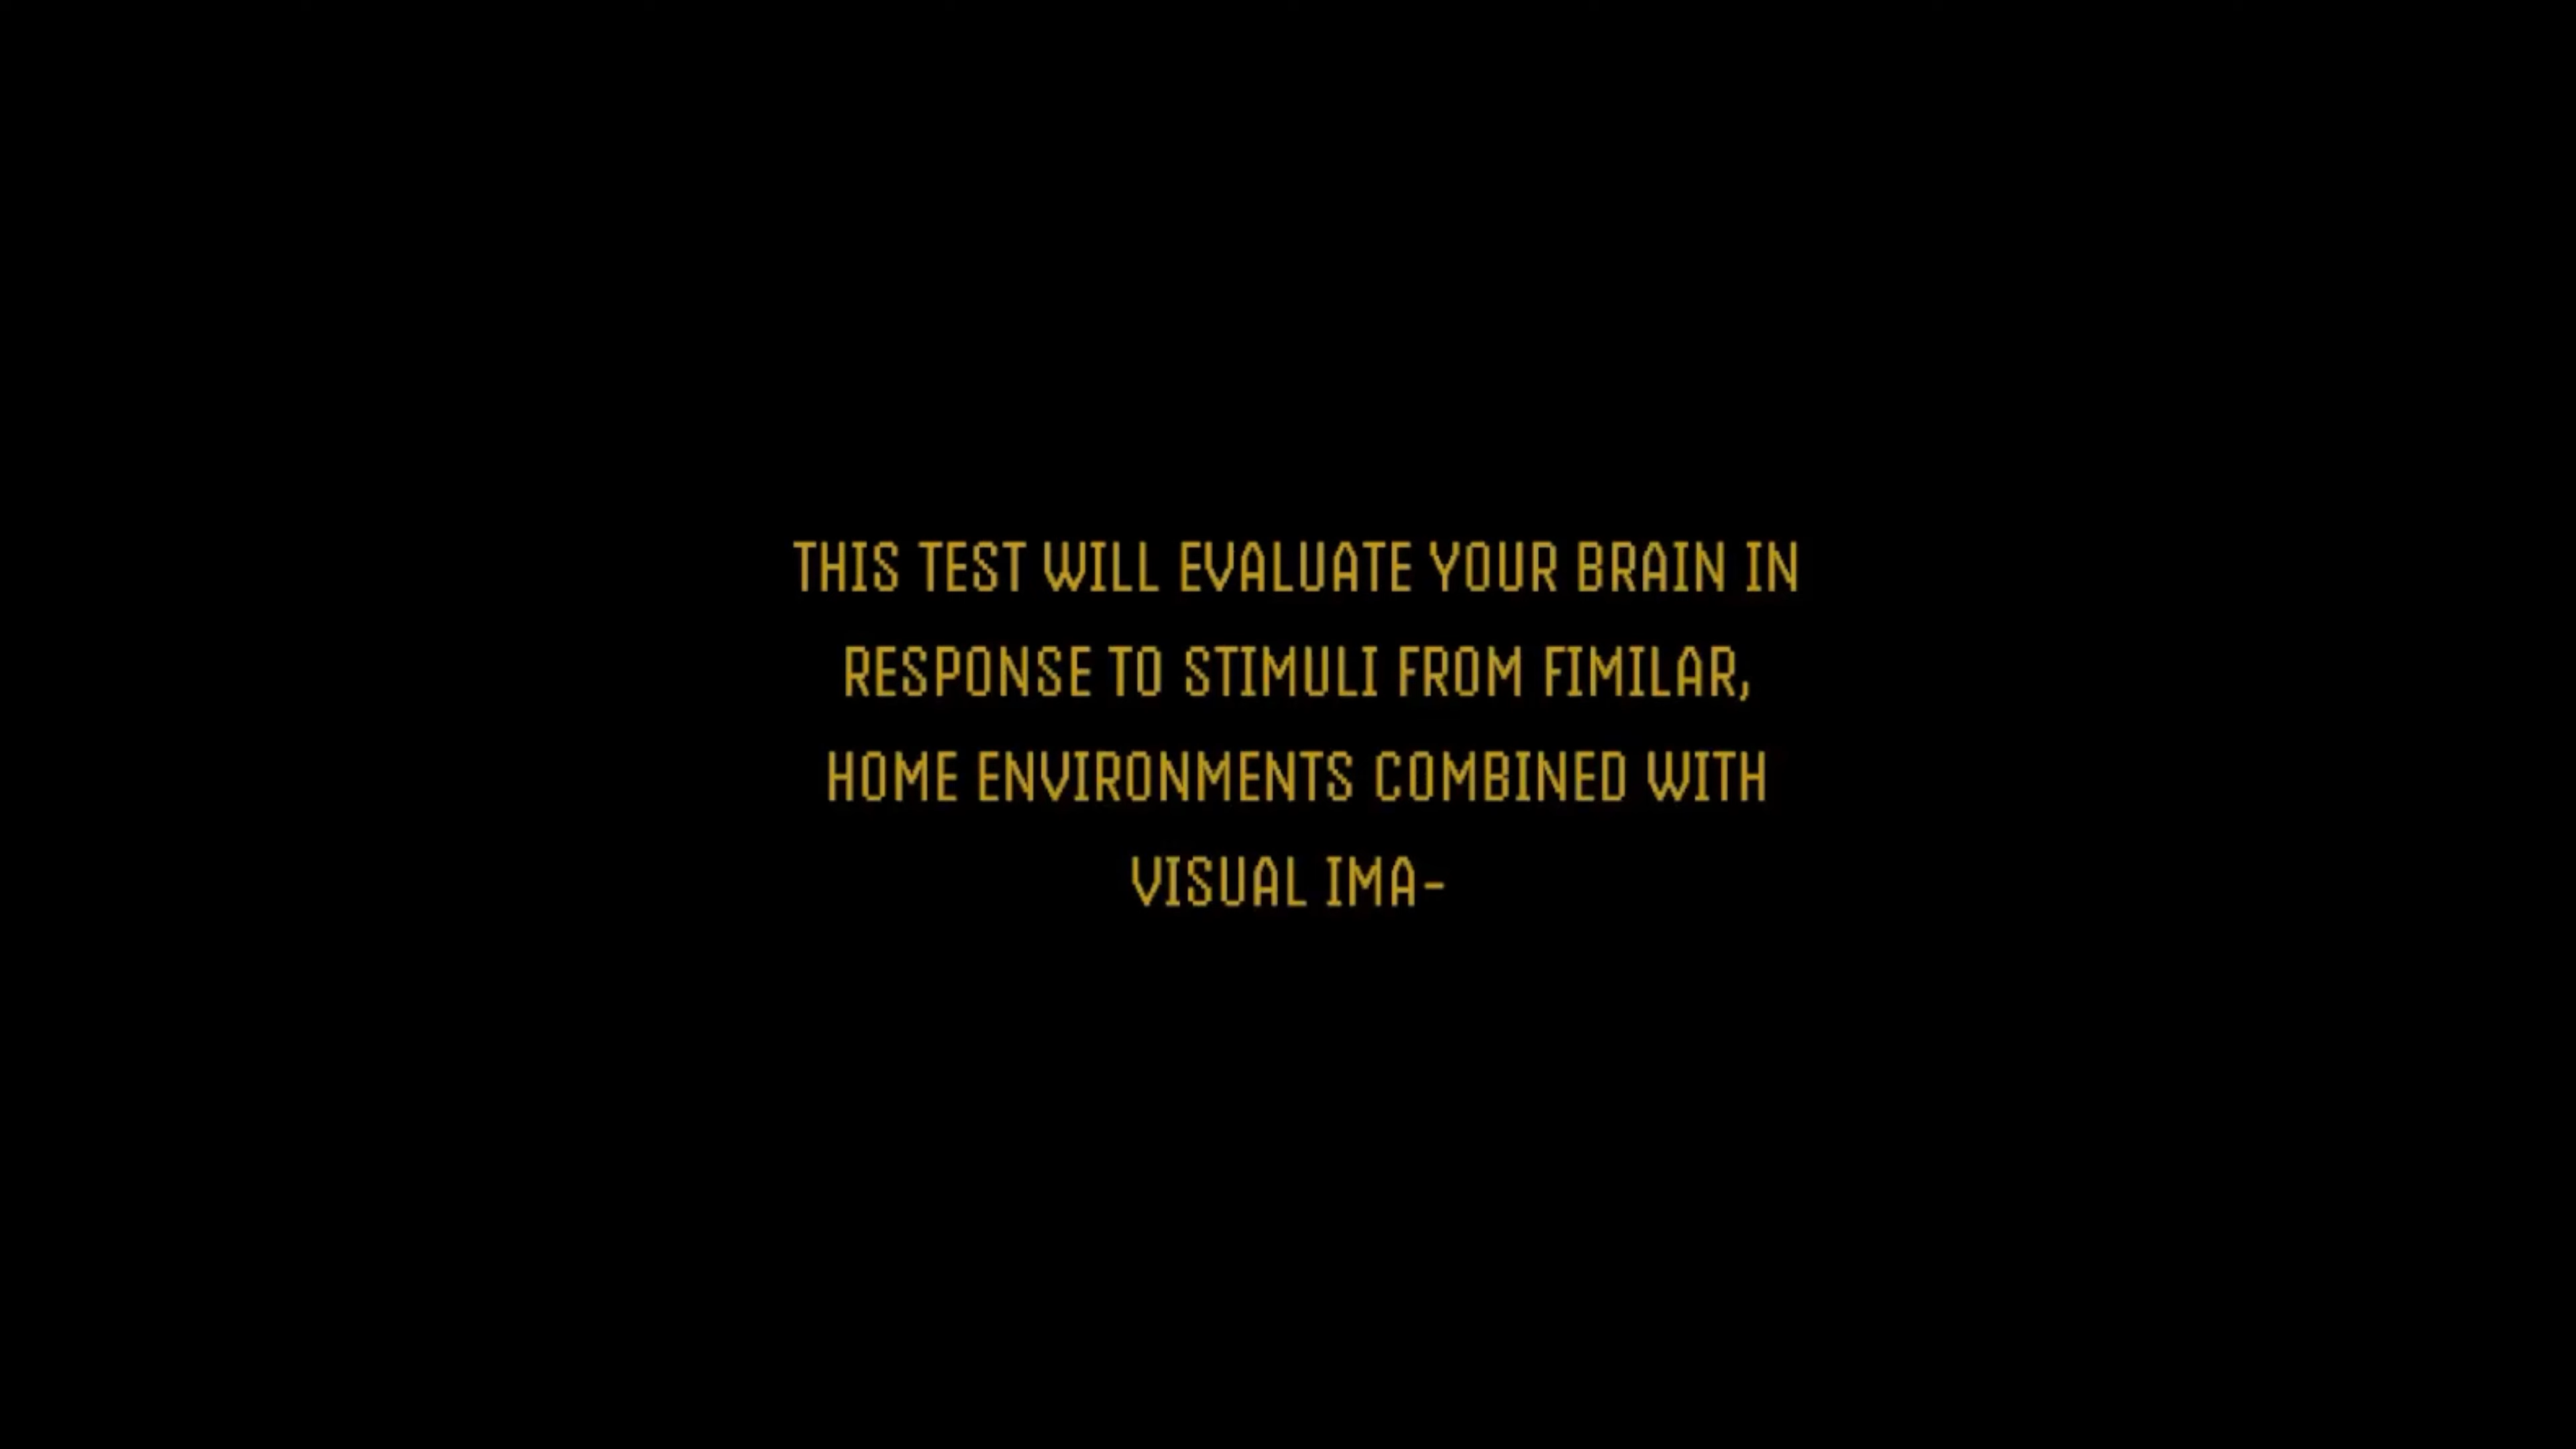 THIS TEST WILL EVALUATE YOUR BRAIN IN
RESPONSE TO STIMULI FROM FIMILAR,
HOME ENVIRONMENTS COMBINED WITH
VISUAL IMA-